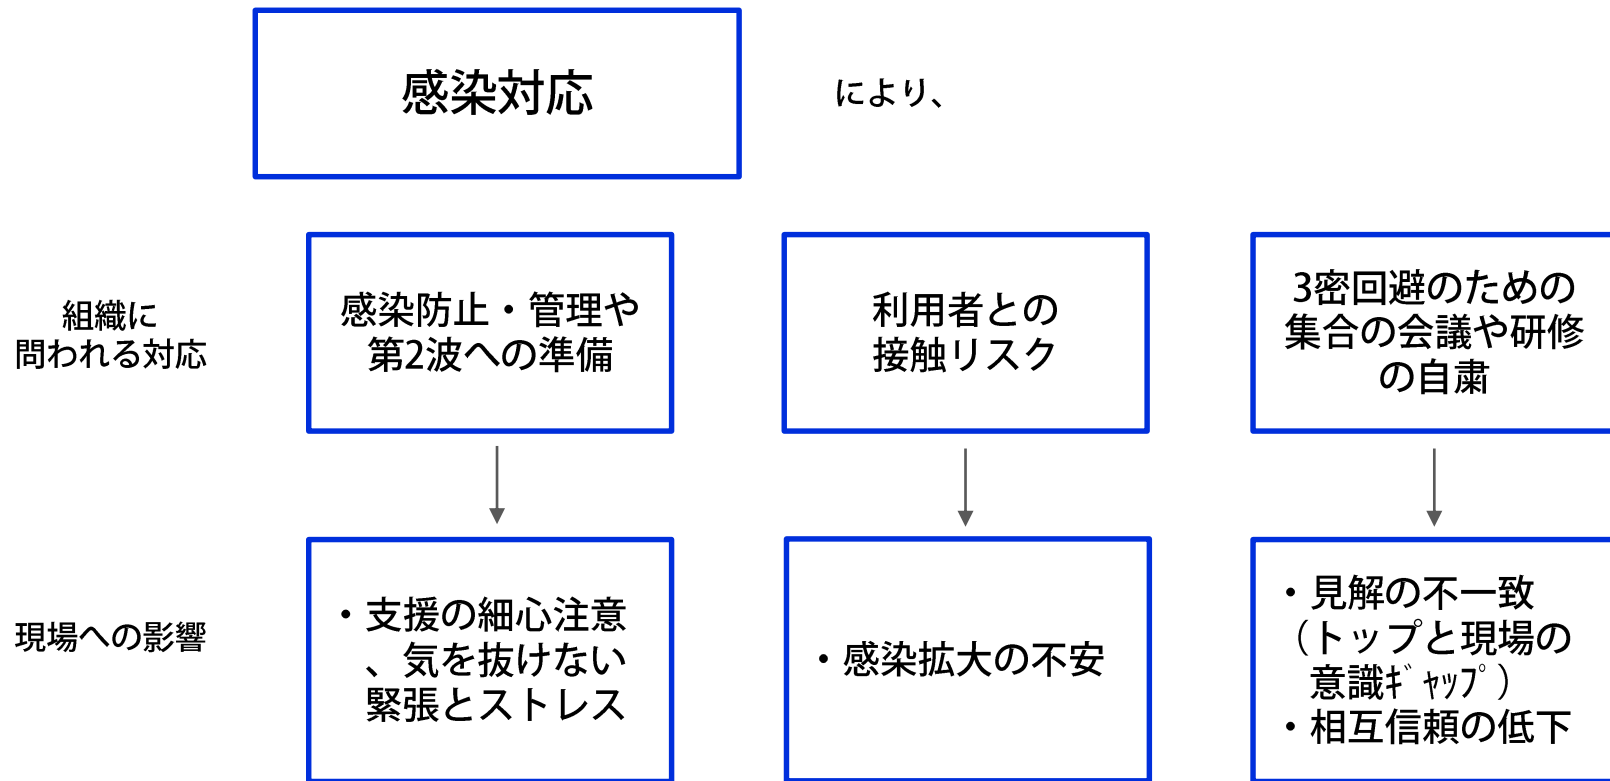 感染対応
により、
組織に
問われる対応
感染防止・管理や
第2波への準備
利用者との
接触リスク
3密回避のための
集合の会議や研修
の自粛
現場への影響
・支援の細心注意
、気を抜けない
緊張とストレス
・感染拡大の不安
・見解の不一致
（トップと現場の
意識ｷﾞｬｯﾌﾟ）
・相互信頼の低下